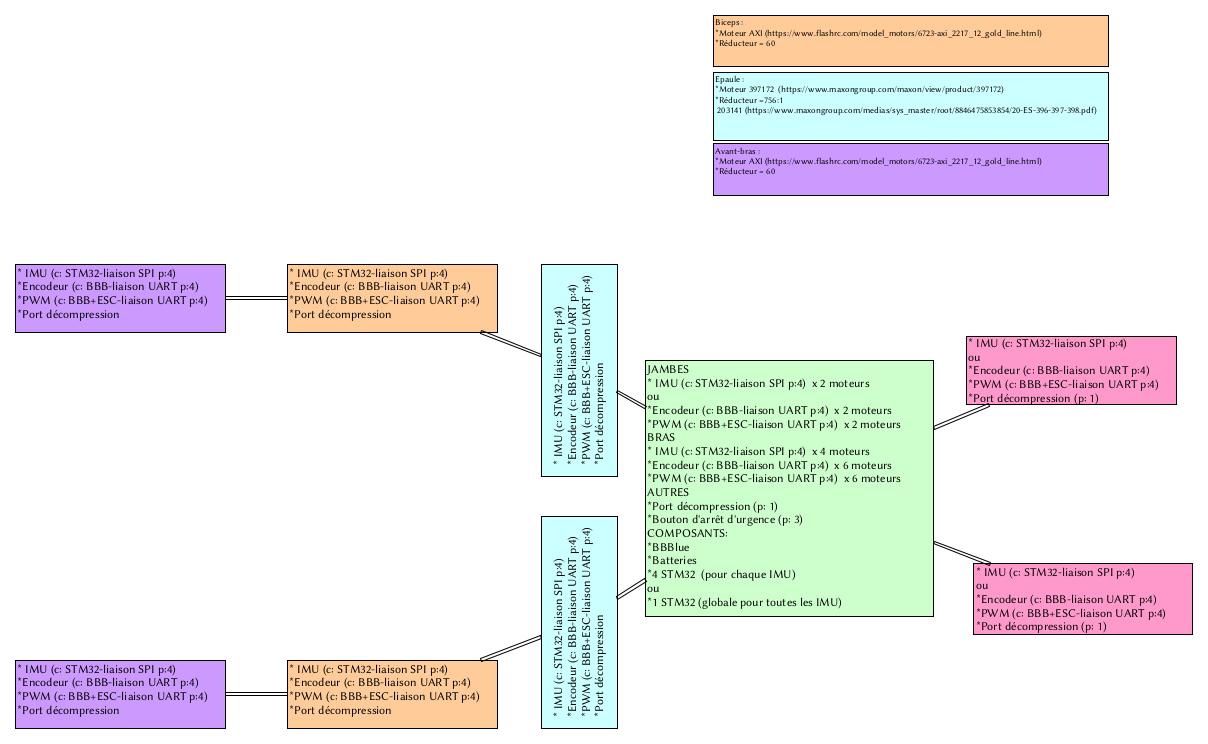 Biceps :
*Moteur AXI (https://www.flashrc.com/model_motors/6723-axi_2217_12_gold_line.html)
*Réducteur = 60
Epaule :
*Moteur 397172  (https://www.maxongroup.com/maxon/view/product/397172)
*Réducteur =756:1
203141 (https://www.maxongroup.com/medias/sys_master/root/8846475853854/20-ES-396-397-398.pdf)
Avant-bras :
*Moteur AXI (https://www.flashrc.com/model_motors/6723-axi_2217_12_gold_line.html)
*Réducteur = 60
* IMU (c: STM32-liaison SPI p:4)
*Encodeur (c: BBB-liaison UART p:4)
*PWM (c: BBB+ESC-liaison UART p:4)
*Port décompression
* IMU (c: STM32-liaison SPI p:4)
*Encodeur (c: BBB-liaison UART p:4)
*PWM (c: BBB+ESC-liaison UART p:4)
*Port décompression
* IMU (c: STM32-liaison SPI p:4)
*Encodeur (c: BBB-liaison UART p:4)
*PWM (c: BBB+ESC-liaison UART p:4)
*Port décompression
JAMBES
* IMU (c: STM32-liaison SPI p:4)  x 2 moteurs
ou
*Encodeur (c: BBB-liaison UART p:4)  x 2 moteurs
*PWM (c: BBB+ESC-liaison UART p:4)  x 2 moteurs
BRAS
* IMU (c: STM32-liaison SPI p:4)  x 4 moteurs
*Encodeur (c: BBB-liaison UART p:4)  x 6 moteurs
*PWM (c: BBB+ESC-liaison UART p:4)  x 6 moteurs
AUTRES
*Port décompression (p: 1)
*Bouton d'arrêt d'urgence (p: 3)
COMPOSANTS:
*BBBlue
*Batteries
*4 STM32  (pour chaque IMU)
ou
*1 STM32 (globale pour toutes les IMU)
* IMU (c: STM32-liaison SPI p:4)
ou
*Encodeur (c: BBB-liaison UART p:4)
*PWM (c: BBB+ESC-liaison UART p:4)
*Port décompression (p: 1)
* IMU (c: STM32-liaison SPI p:4)
*Encodeur (c: BBB-liaison UART p:4)
*PWM (c: BBB+ESC-liaison UART p:4)
*Port décompression
* IMU (c: STM32-liaison SPI p:4)
ou
*Encodeur (c: BBB-liaison UART p:4)
*PWM (c: BBB+ESC-liaison UART p:4)
*Port décompression (p: 1)
* IMU (c: STM32-liaison SPI p:4)
*Encodeur (c: BBB-liaison UART p:4)
*PWM (c: BBB+ESC-liaison UART p:4)
*Port décompression
* IMU (c: STM32-liaison SPI p:4)
*Encodeur (c: BBB-liaison UART p:4)
*PWM (c: BBB+ESC-liaison UART p:4)
*Port décompression